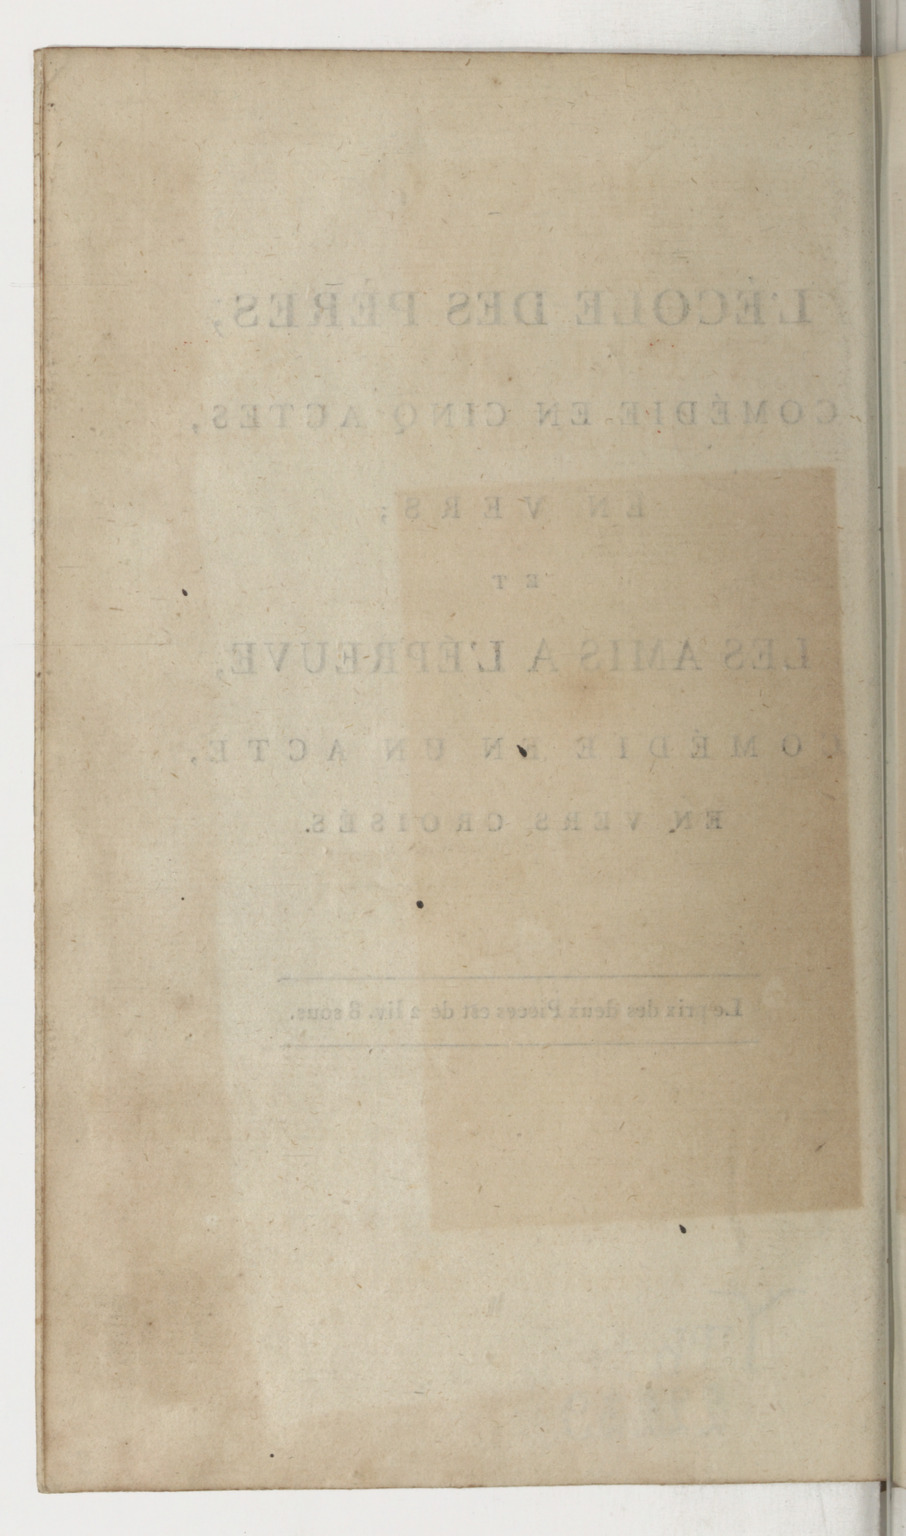 L'ÉCOLE DES PÈRES,
COMÉDIE EN CINQ ACTES,
EN VERS;
ET
LES AMIS A L'ÉPREUVE,
COMÉDIE EN UN ACTE,
EN VERS CROISÉS.
Le prix des deux Pieces est de 2 liv. 8 sous.